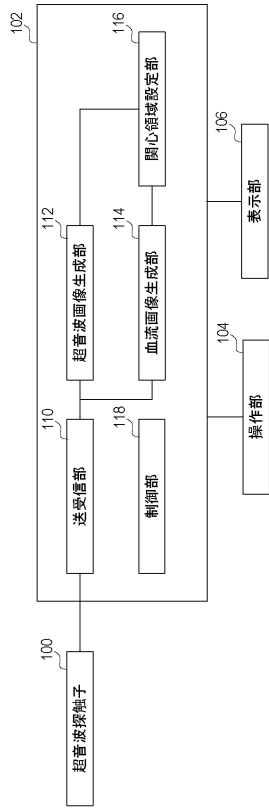 102
100
超音波探触子
110
送受信部
112
超音波画像生成部
116
関心領域設定部
118
制御部
114
血流画像生成部
104
操作部
106
表示部